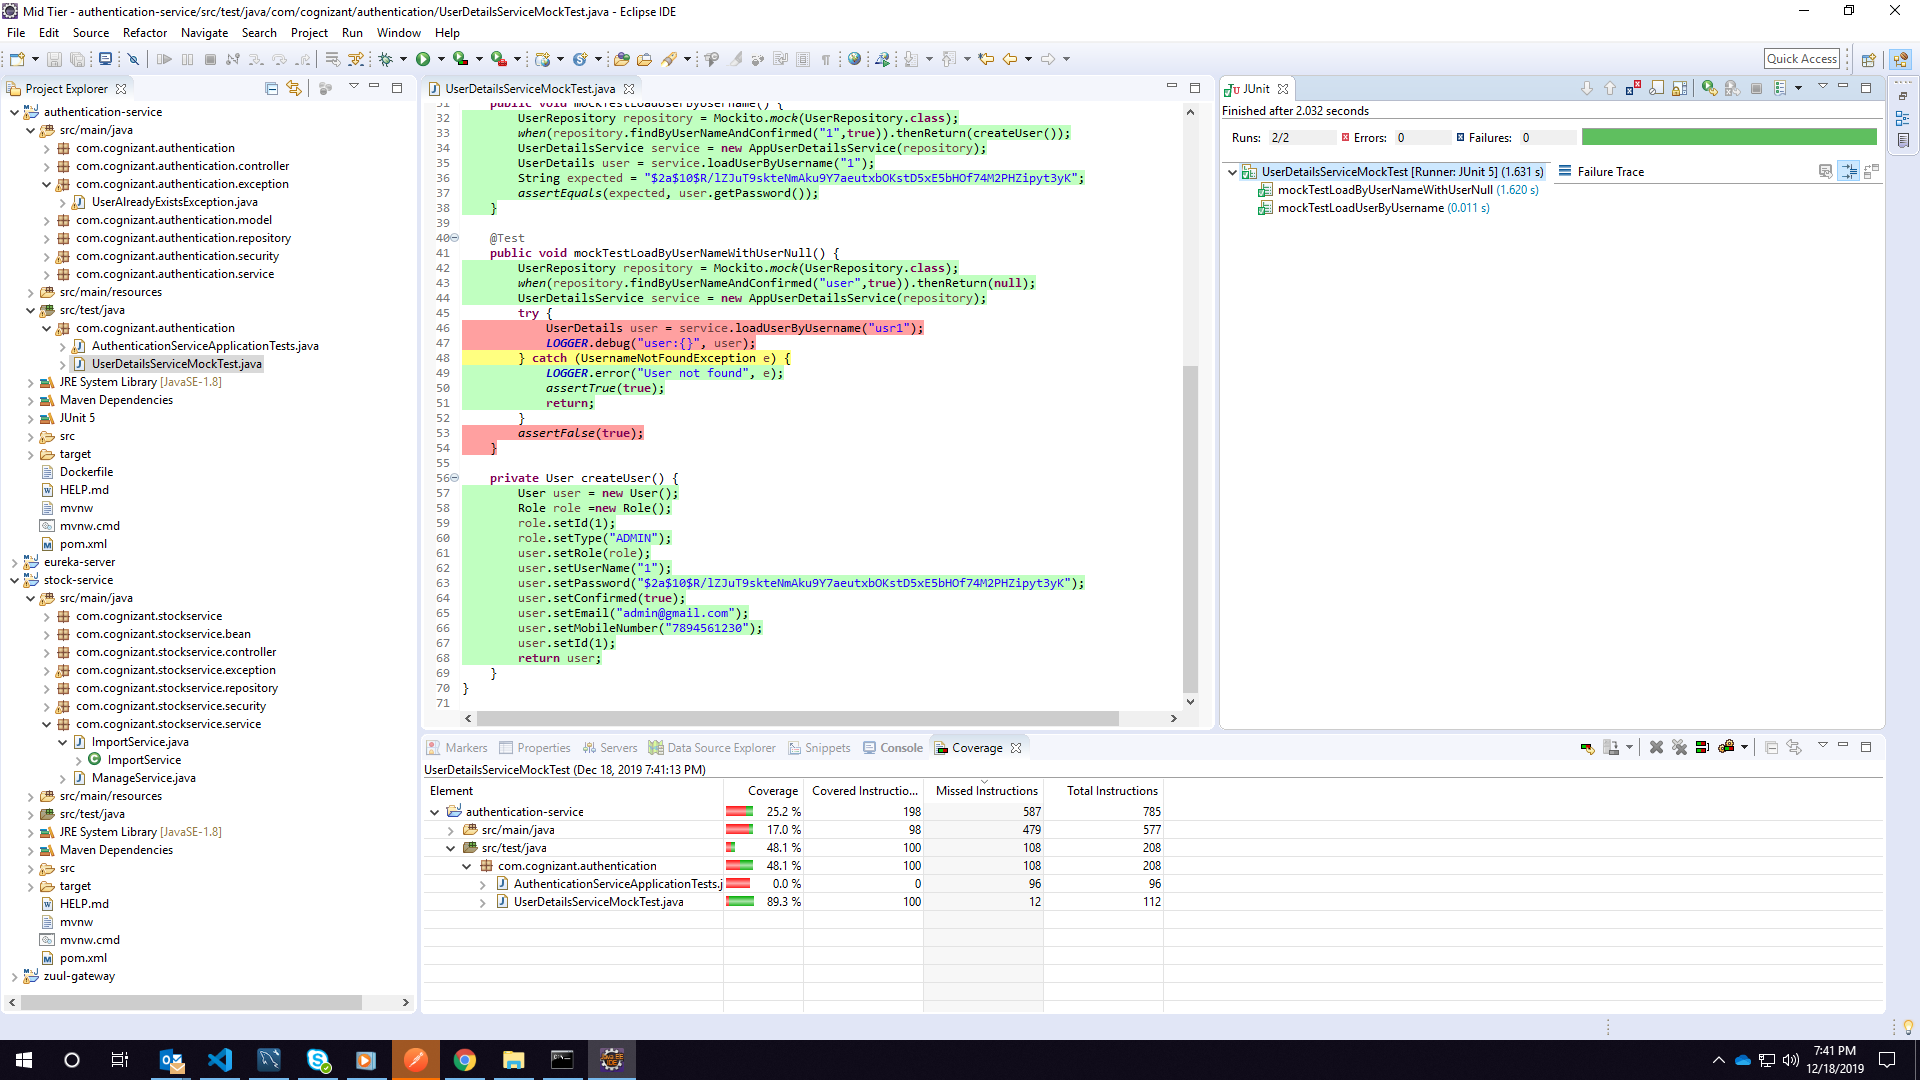 Mid Tier - authentication-service/src/test/java/com/cognizant/authentication/UserDetailsServiceMockTest.java - Eclipse IDE
File Edit Source Refactor Navigate Search Project Run Window Help
Quick Access
Project Explorer
authentication-service
src/main/java
com.cognizant.authentication
com.cognizant.authentication.controller
com.cognizant.authentication.exception
UserAlreadyExistsException.java
com.cognizant.authentication.model
com.cognizant.authentication.repository
com.cognizant.authentication.security
com.cognizant.authentication.service
src/main/resources
src/test/java
com.cognizant.authentication
AuthenticationServiceApplicationTests.java
UserDetailsServiceMockTest.java
JRE System Library [JavaSE-1.8]
Maven Dependencies
JUnit 5
src
target
Dockerfile
HELP.md
mvnw
mvnw.cmd
pom.xml
eureka-server
stock-service
src/main/java
com.cognizant.stockservice
com.cognizant.stockservice.bean
com.cognizant.stockservice.controller
com.cognizant.stockservice.exception
com.cognizant.stockservice.repository
com.cognizant.stockservice.security
com.cognizant.stockservice.service
ImportService.java
ImportService
ManageService.java
src/main/resources
src/test/java
JRE System Library [JavaSE-1.8]
Maven Dependencies
src
target
HELP.md
mvnw
mvnw.cmd
pom.xml
zuul-gateway
UserDetailsServiceMockTest.java
31 public void mockTestLoadUserByUsername() {
32 UserRepository repository = Mockito.mock(UserRepository.class);
33 when(repository.findByUserNameAndConfirmed("1",true)).thenReturn(createUser());
34 UserDetailsService service = new AppUserDetailsService(repository);
35 UserDetails user = service.loadUserByUsername("1");
36 String expected = "$2a$10$R/lZJuT9skteNmAku9Y7aeutxbOKstD5xE5bHOf74M2PHZipyt3yK";
37 assertEquals(expected, user.getPassword());
38 }
39
40 @Test
41 public void mockTestLoadByUserNameWithUserNull() {
42 UserRepository repository = Mockito.mock(UserRepository.class);
43 when(repository.findByUserNameAndConfirmed("user",true)).thenReturn(null);
44 UserDetailsService service = new AppUserDetailsService(repository);
45 try {
46 UserDetails user = service.loadUserByUsername("usr1");
47 LOGGER.debug("user:{}", user);
48 } catch (UsernameNotFoundException e) {
49 LOGGER.error("User not found", e);
50 assertTrue(true);
51 return;
52 }
53 assertFalse(true);
54 }
55
56 private User createUser() {
57 User user = new User();
58 Role role =new Role();
59 role.setId(1);
60 role.setType("ADMIN");
61 user.setRole(role);
62 user.setUserName("1");
63 user.setPassword("$2a$10$R/lZJuT9skteNmAku9Y7aeutxbOKstD5xE5bHOf74M2PHZipyt3yK");
64 user.setConfirmed(true);
65 user.setEmail("admin@gmail.com");
66 user.setMobileNumber("7894561230");
67 user.setId(1);
68 return user;
69 }
70 }
71
JUnit
Finished after 2.032 seconds
Runs: 2/2 Errors: 0 Failures: 0
UserDetailsServiceMockTest [Runner: JUnit 5] (1.631 s)
mockTestLoadByUserNameWithUserNull (1.620 s)
mockTestLoadUserByUsername (0.011 s)
Failure Trace
Markers Properties Servers Data Source Explorer Snippets Console Coverage
UserDetailsServiceMockTest (Dec 18, 2019 7:41:13 PM)
Element Coverage Covered Instructio... Missed Instructions Total Instructions
authentication-service 25.2 % 198 587 785
src/main/java 17.0 % 98 479 577
src/test/java 48.1 % 100 108 208
com.cognizant.authentication 48.1 % 100 108 208
AuthenticationServiceApplicationTests.j 0.0 % 0 96 96
UserDetailsServiceMockTest.java 89.3 % 100 12 112
7:41 PM
12/18/2019